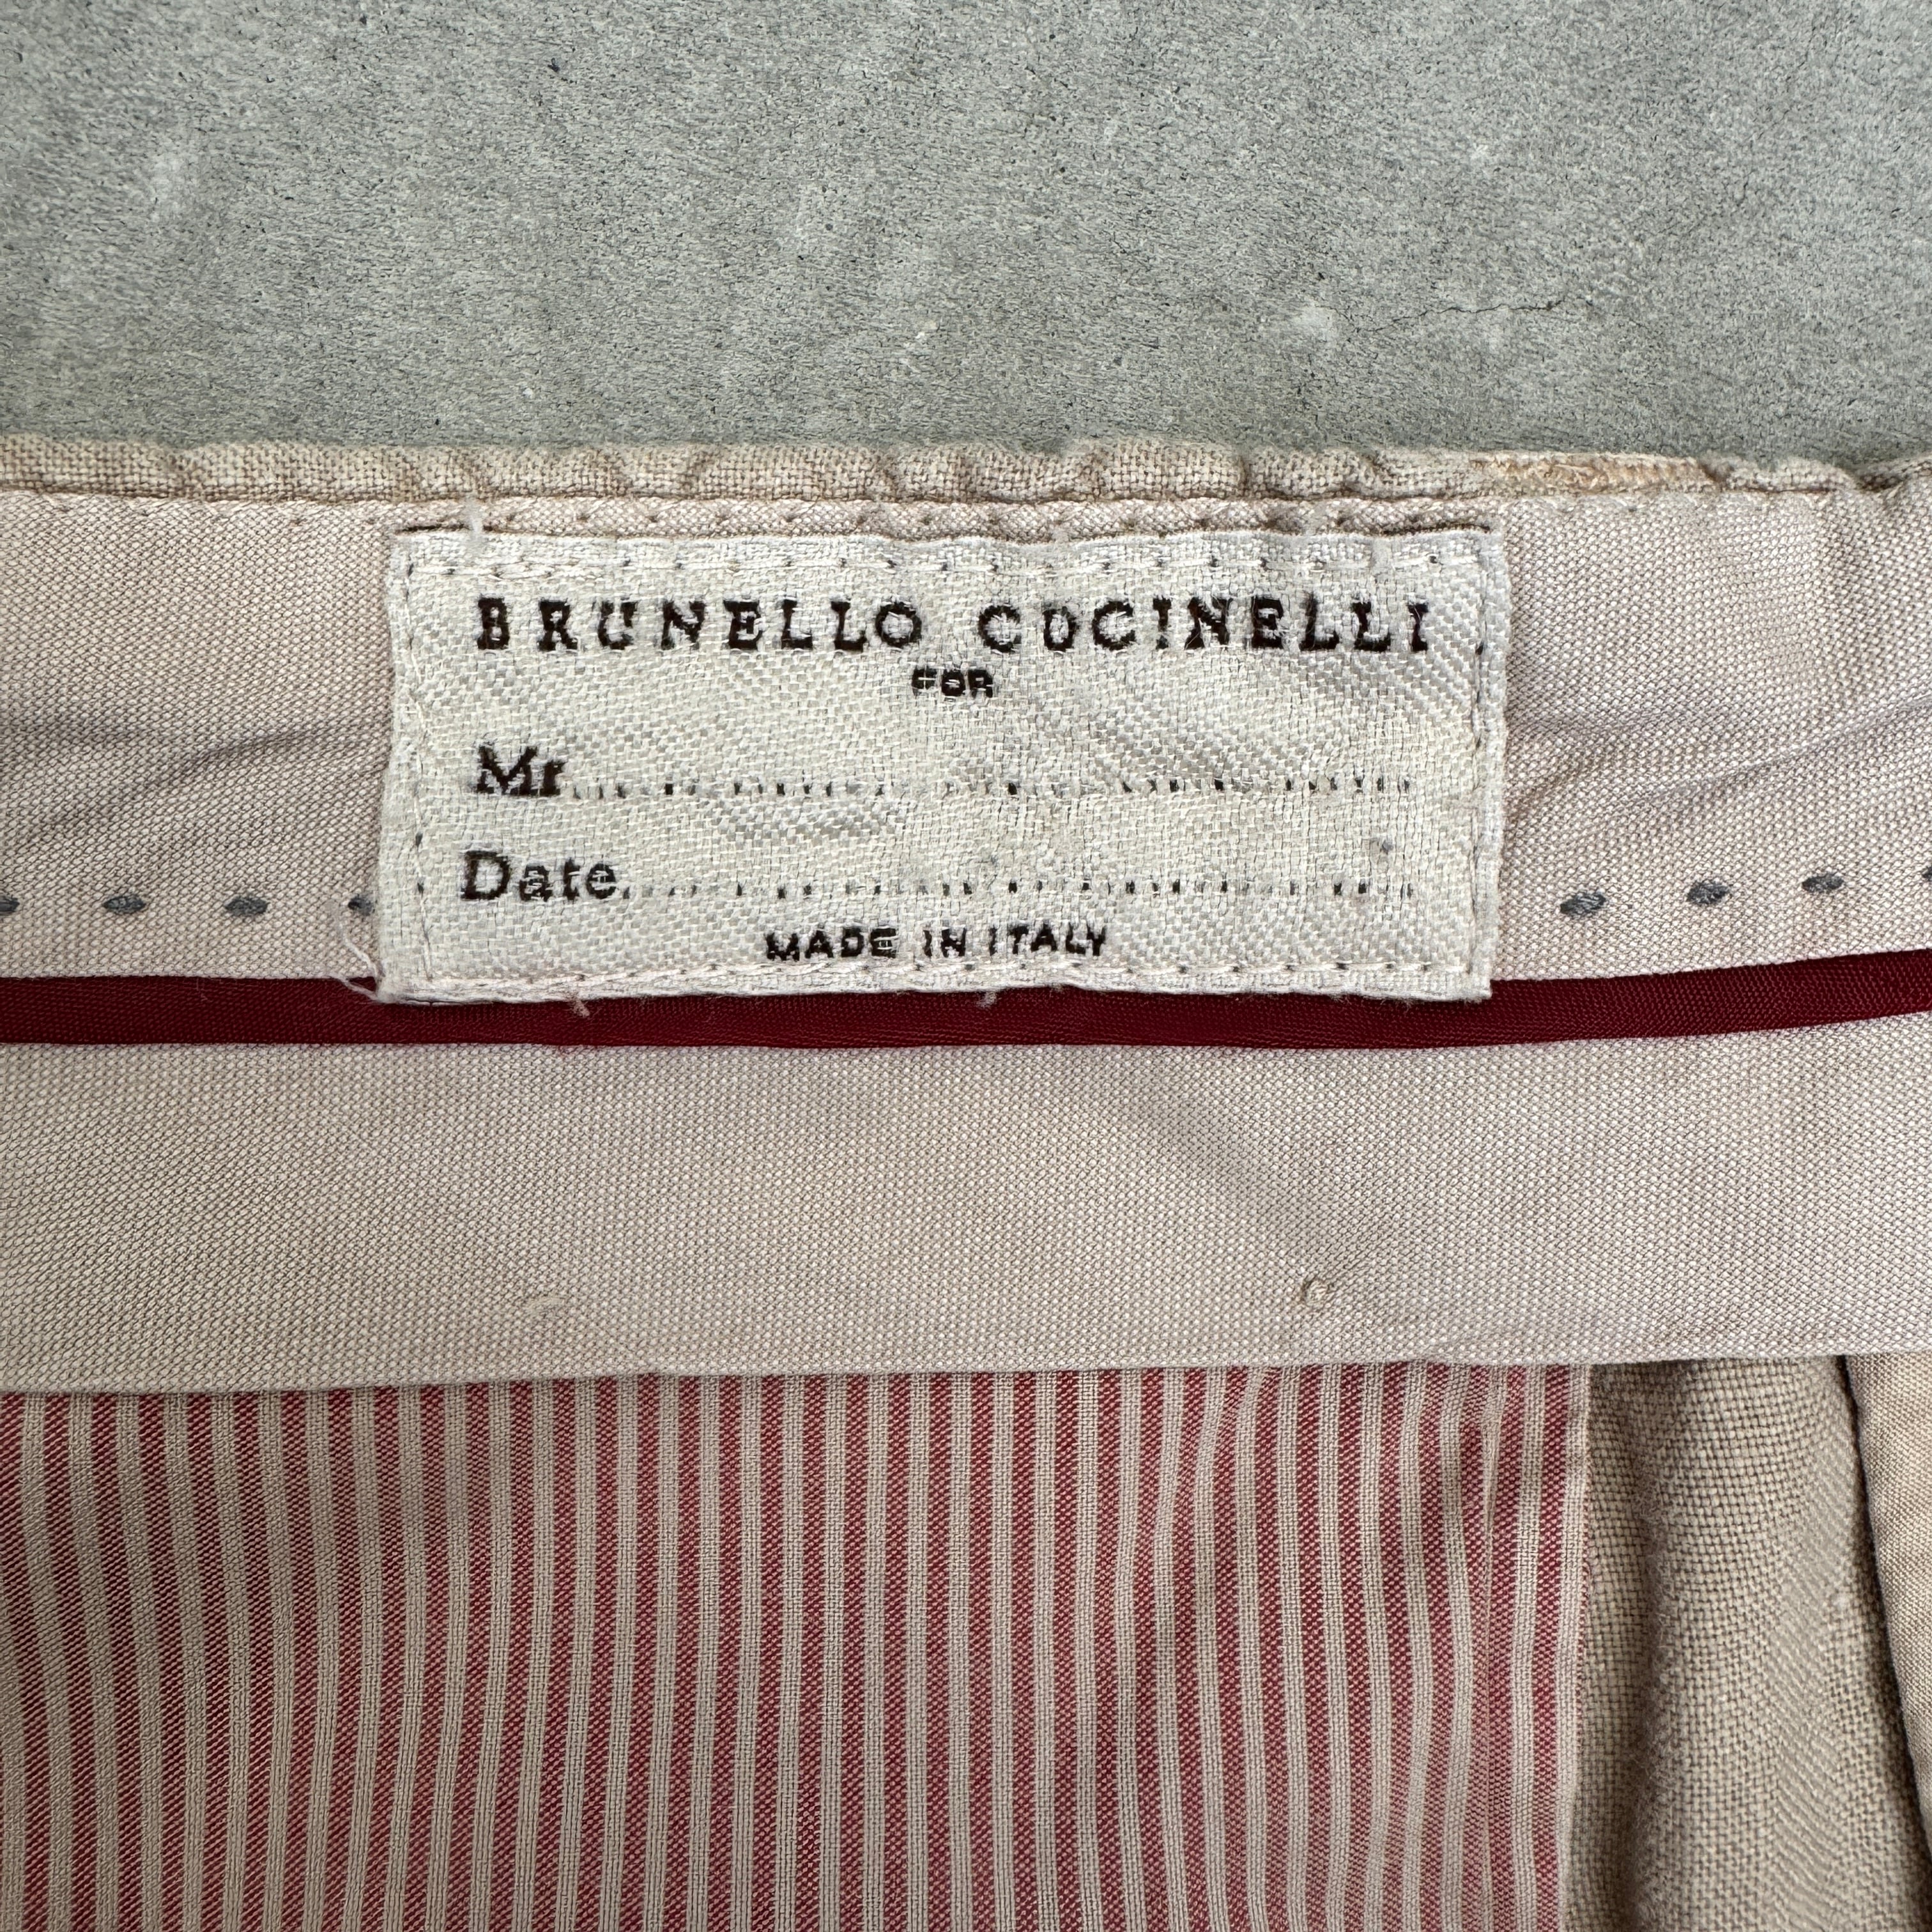 BRUNELLO CUCINELLI
FOR
Mr..............................
Date..............................
MADE IN ITALY